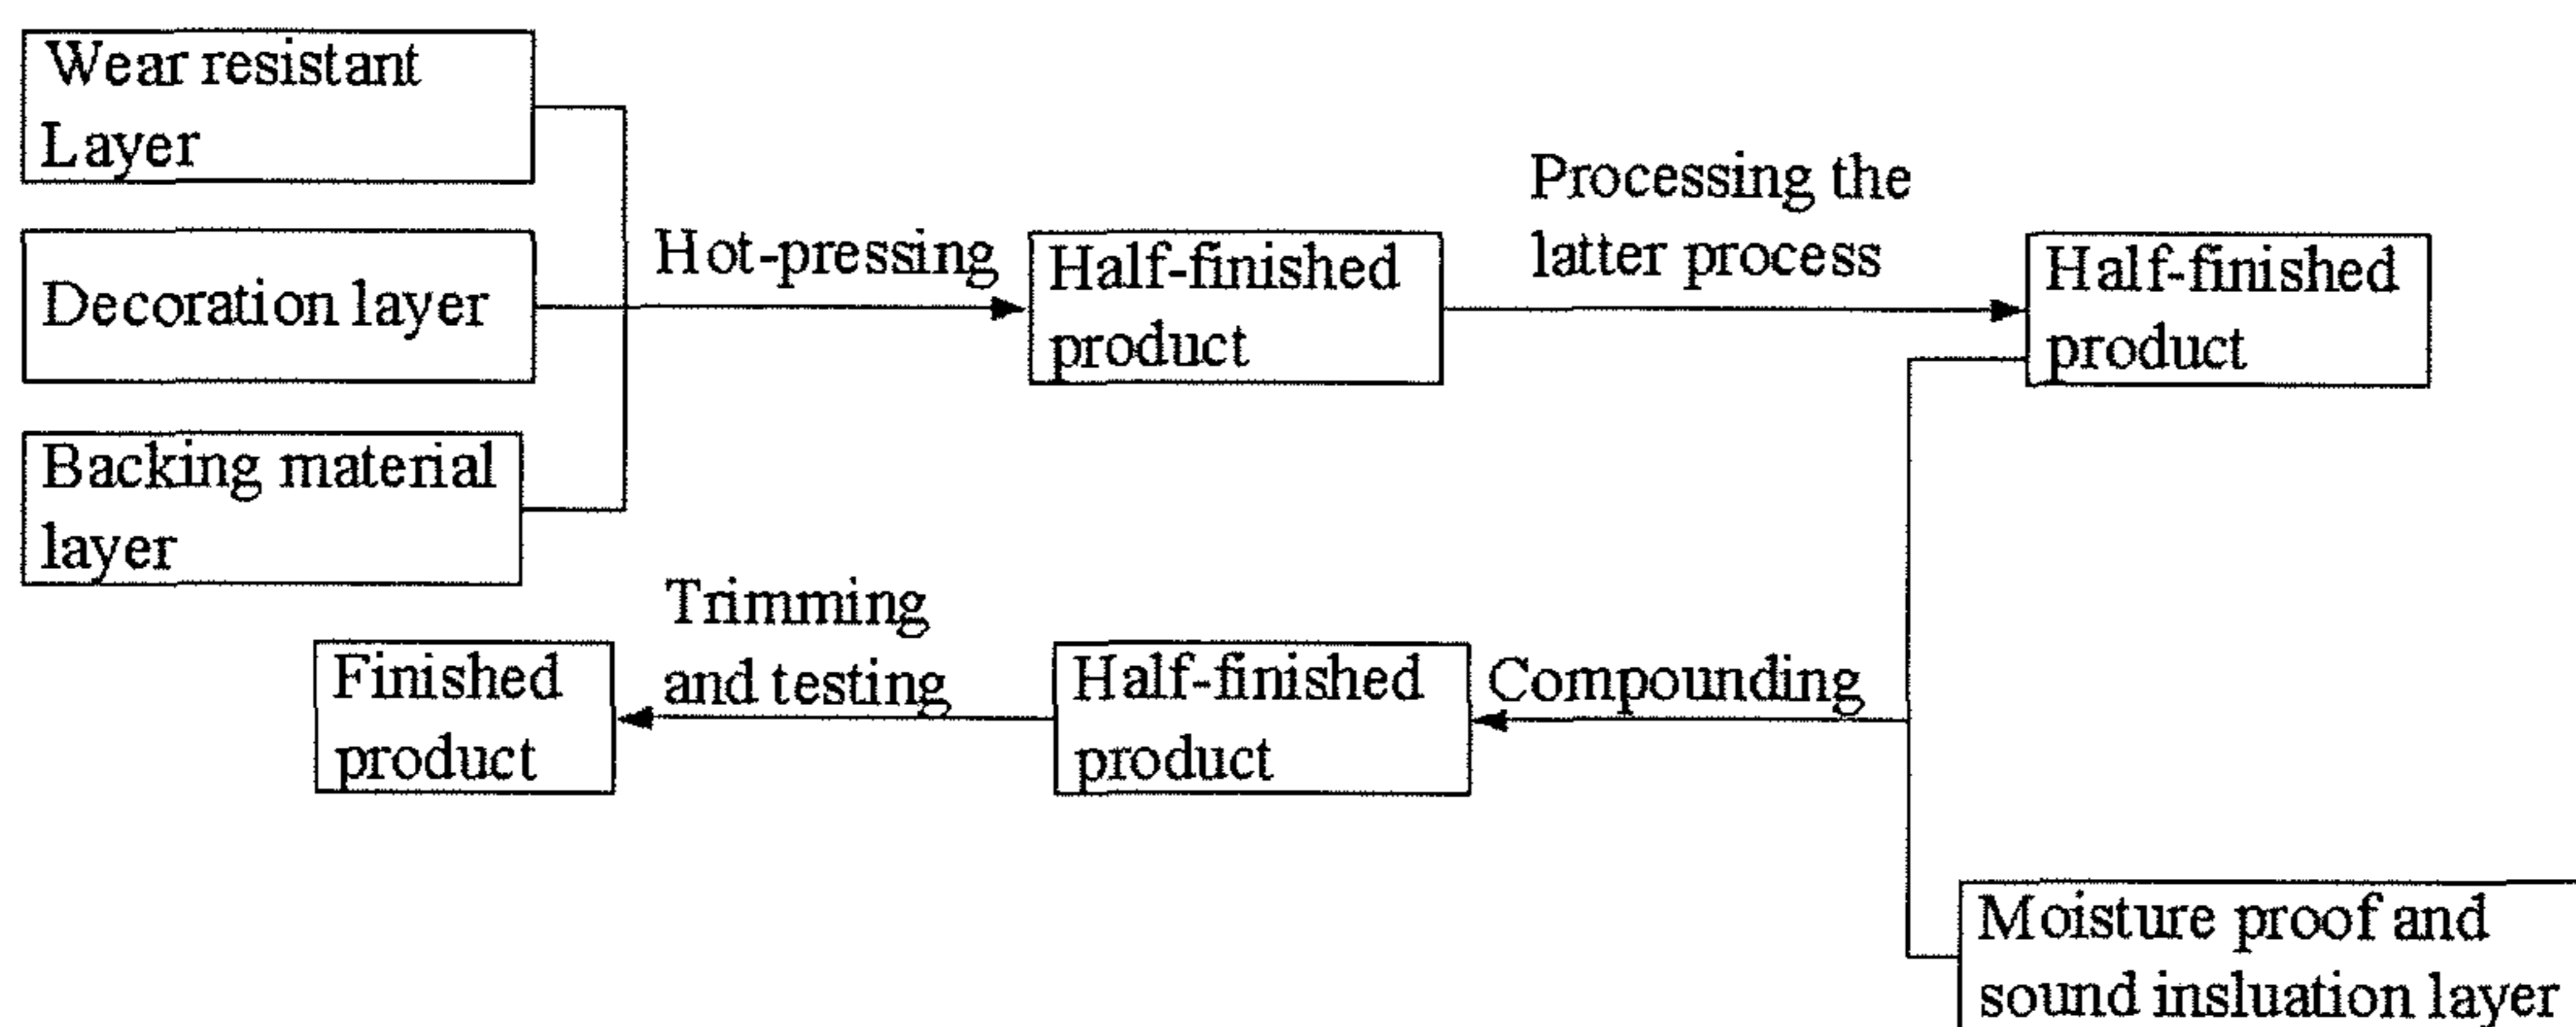 Wear resistant
Layer
Decoration layer
Backing material
layer
Hot-pressing
Half-finished
product
Processing the
latter process
Half-finished
product
Moisture proof and
sound insluation layer
Compounding
Half-finished
product
Trimming
and testing
Finished
product